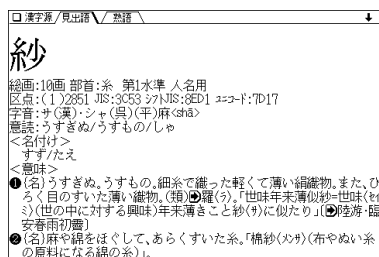 漢字源/見出語/熟語
紗
総画:10画 部首:糸 第1水準 人名用
区点:(1)2851 JIS:3C53 シフトJIS:8ED1 ユニコード:7D17
字音:サ(漢)・シャ(呉)(平)麻<shā>
意読:うすぎぬ/うすもの/しゃ
<名付け>
すず/たえ
<意味>
❶{名}うすぎぬ。うすもの。細糸で織った軽くて薄い絹織物。また、ひ
ろく目のすいた薄い織物。(類)羅(ラ)。「世味年来薄似紗=世味(セイ
ミ)(世の中に対する興味)年来薄きこと紗(サ)に似たり」〔陸游・臨
安春雨初霽〕
❷{名}麻や綿をほぐして、あらくすいた糸。「棉紗(メンサ)(布やぬい糸
の原料になる綿の糸)」。